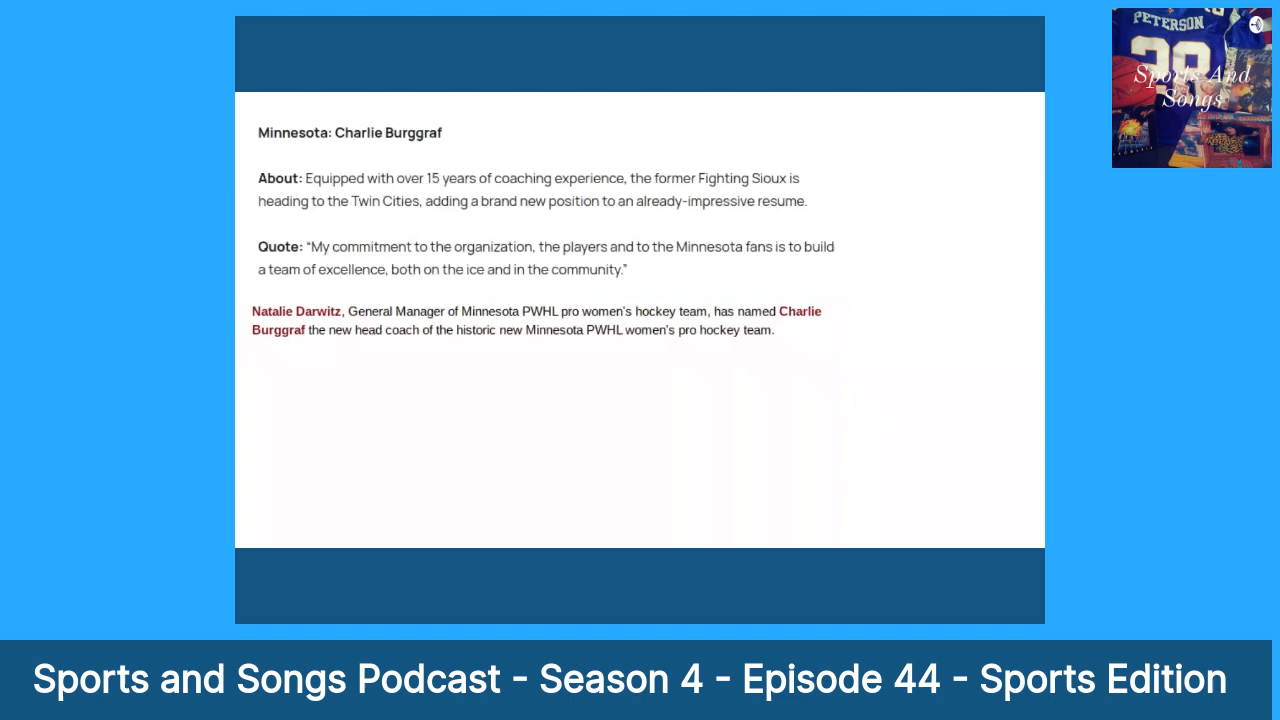 PETERSON
Sports And
Songs
Minnesota: Charlie Burggraf
About: Equipped with over 15 years of coaching experience, the former Fighting Sioux is
heading to the Twin Cities, adding a brand new position to an already-impressive resume.
Quote: “My commitment to the organization, the players and to the Minnesota fans is to build
a team of excellence, both on the ice and in the community.”
Natalie Darwitz, General Manager of Minnesota PWHL pro women's hockey team, has named Charlie
Burggraf the new head coach of the historic new Minnesota PWHL women's pro hockey team.
Sports and Songs Podcast - Season 4 - Episode 44 - Sports Edition